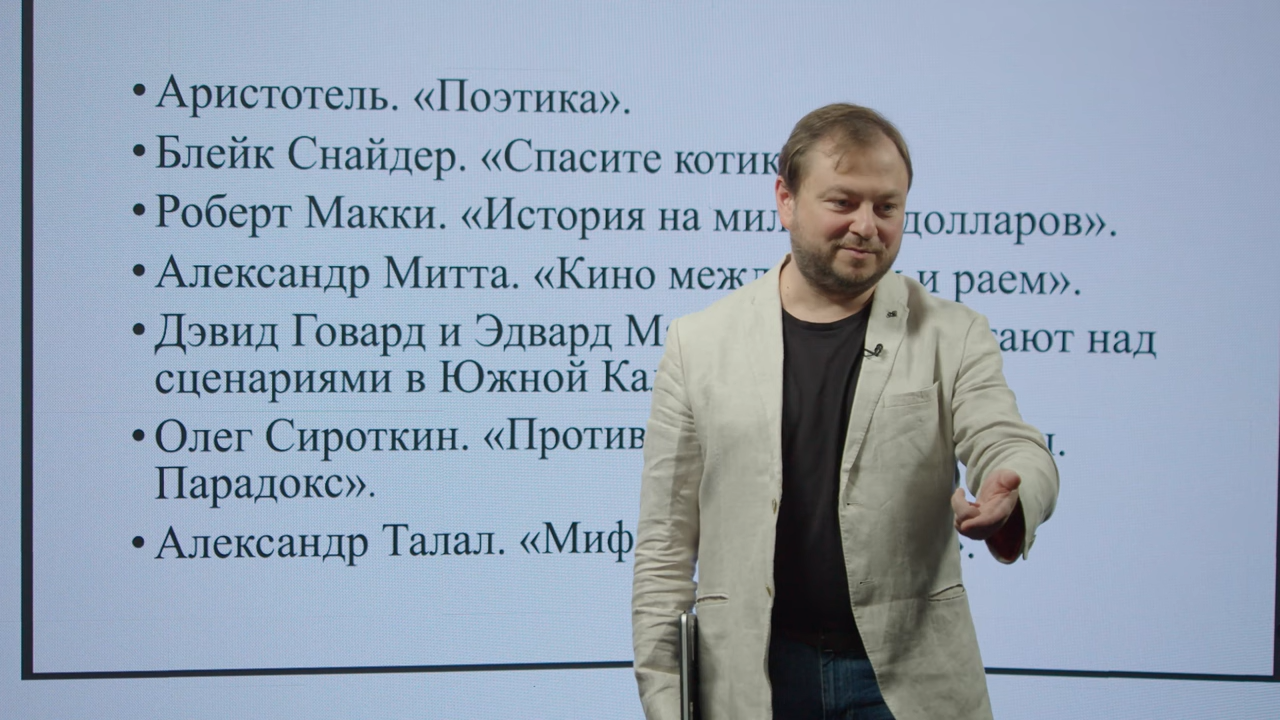 • Аристотель. «Поэтика».
• Блейк Снайдер. «Спасите котик
• Роберт Макки. «История на мил долларов».
• Александр Митта. «Кино меж и раем».
• Дэвид Говард и Эдвард М тают над
сценариями в Южной Ка
• Олег Сироткин. «Против
Парадокс».
• Александр Талал. «Миф